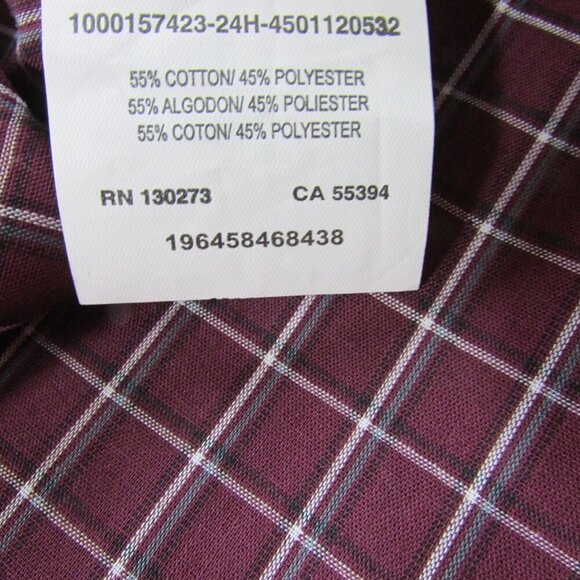 1000157423-24H-4501120532
55% COTTON/ 45% POLYESTER
55% ALGODON/ 45% POLIESTER
55% COTON/ 45% POLYESTER
RN 130273 CA 55394
196458468438